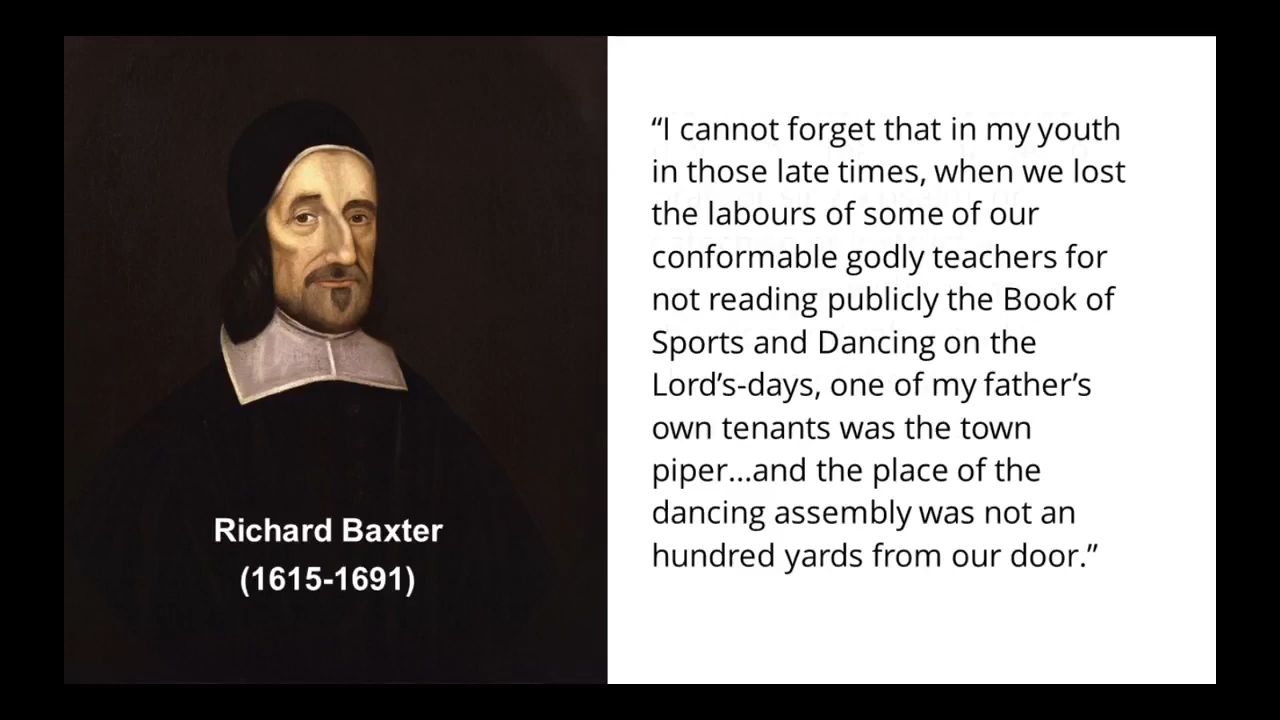 Richard Baxter
(1615-1691)
“I cannot forget that in my youth
in those late times, when we lost
the labours of some of our
conformable godly teachers for
not reading publicly the Book of
Sports and Dancing on the
Lord’s-days, one of my father’s
own tenants was the town
piper...and the place of the
dancing assembly was not an
hundred yards from our door.”